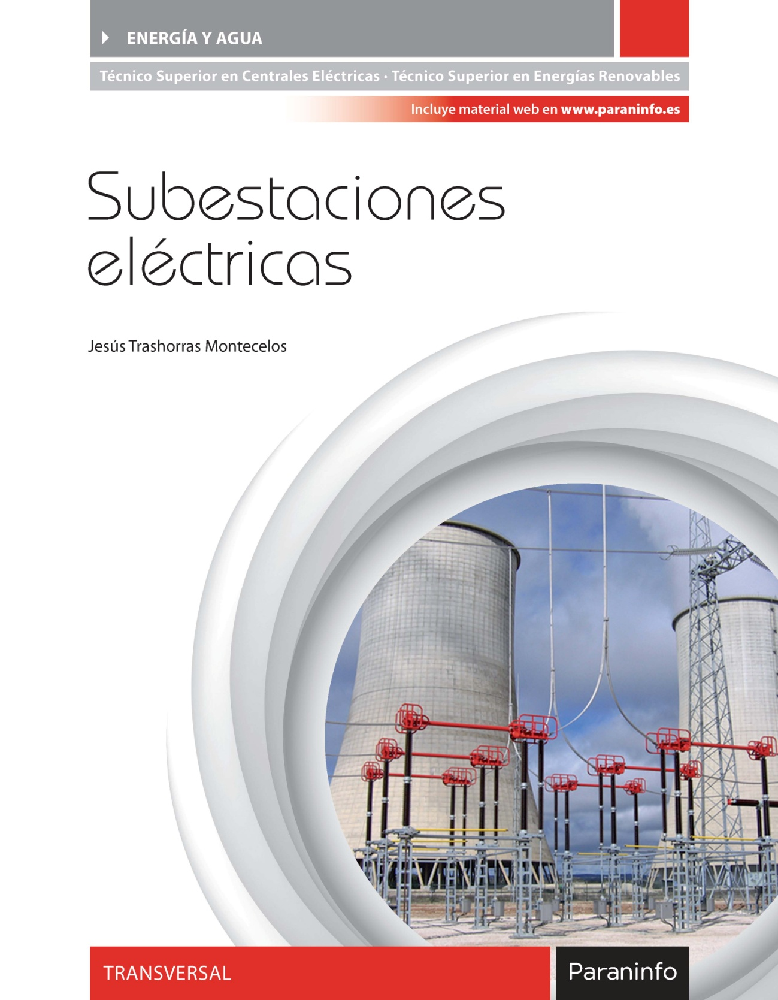 ENERGÍA Y AGUA
Técnico Superior en Centrales Eléctricas · Técnico Superior en Energías Renovables
Incluye material web en www.paraninfo.es
Subestaciones
eléctricas
Jesús Trashorras Montecelos
TRANSVERSAL
Paraninfo